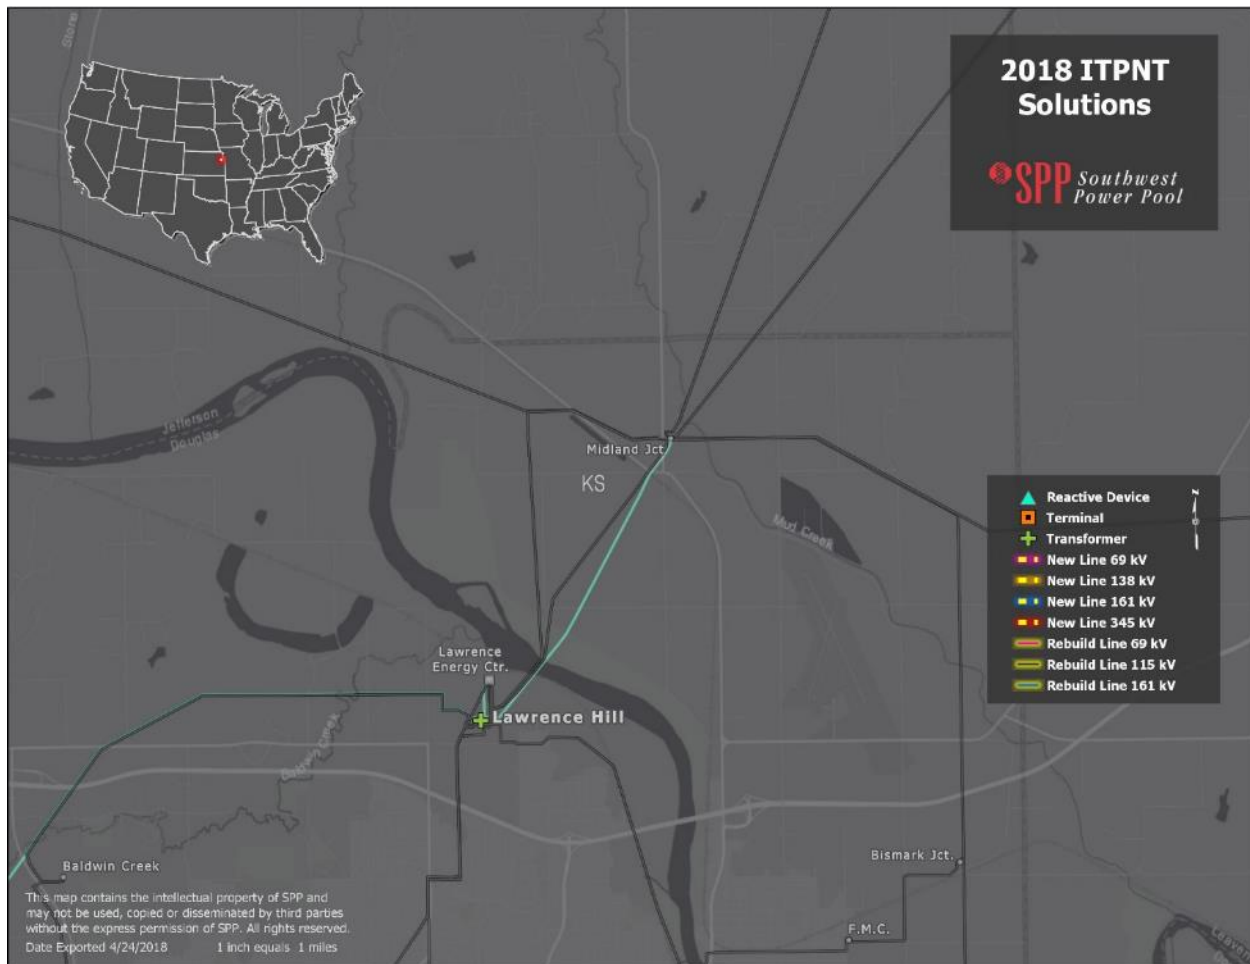 Stone
2018 ITPNT
Solutions
SPP Southwest
Power Pool
Jefferson
Douglas
Midland Jct
KS
Mud Creek
Reactive Device
N
Terminal
Transformer
New Line 69 kV
New Line 138 kV
New Line 161 kV
New Line 345 kV
Rebuild Line 69 kV
Rebuild Line 115 kV
Rebuild Line 161 kV
Lawrence
Energy Ctr.
Lawrence Hill
Baldwin Creek
Baldwin Creek
Bismark Jct.
F.M.C.
This map contains the intellectual property of SPP and
may not be used, copied or disseminated by third parties
without the express permission of SPP. All rights reserved.
Date Exported 4/24/2018 1 inch equals 1 miles